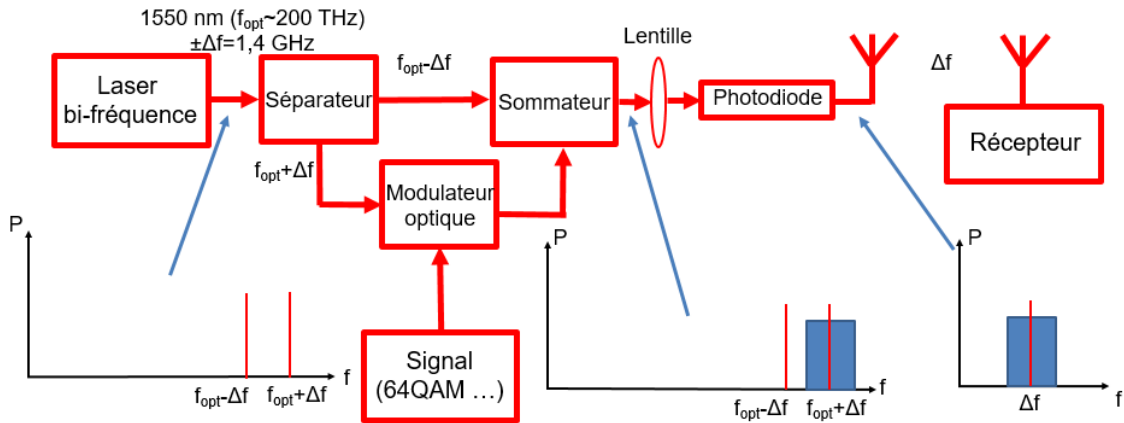 1550 nm (fopt~200 THz)
±Δf=1,4 GHz
Laser
bi-fréquence
Séparateur
fopt-Δf
Sommateur
Lentille
Photodiode
Δf
Récepteur
fopt+Δf
Modulateur
optique
Signal
(64QAM ...)
P
f
fopt-Δf
fopt+Δf
P
f
fopt-Δf
fopt+Δf
P
f
Δf